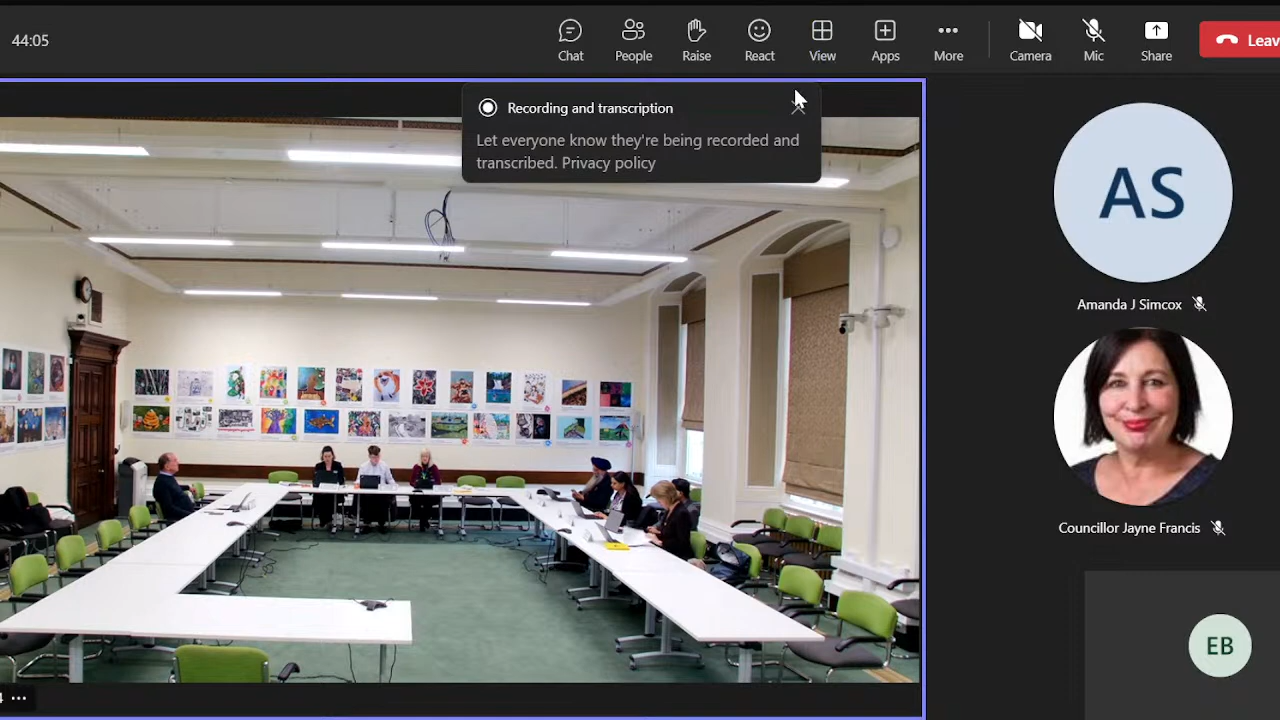 44:05
Chat
People
Raise
React
View
Apps
More
Camera
Mic
Share
Leav
Recording and transcription
Let everyone know they're being recorded and
transcribed. Privacy policy
AS
Amanda J Simcox
Councillor Jayne Francis
EB